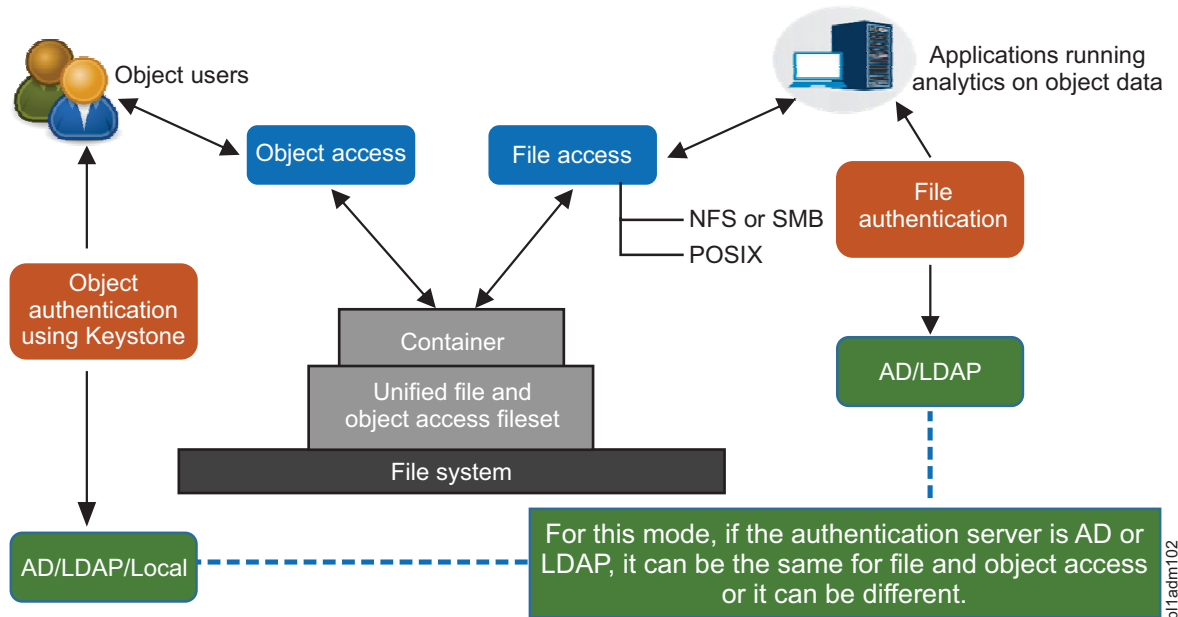 Object users
Applications running
analytics on object data
Object access
File access
NFS or SMB
POSIX
File
authentication
Object
authentication
using Keystone
Container
Unified file and
object access fileset
File system
AD/LDAP
AD/LDAP/Local
For this mode, if the authentication server is AD or
LDAP, it can be the same for file and object access
or it can be different.
bl1adm102